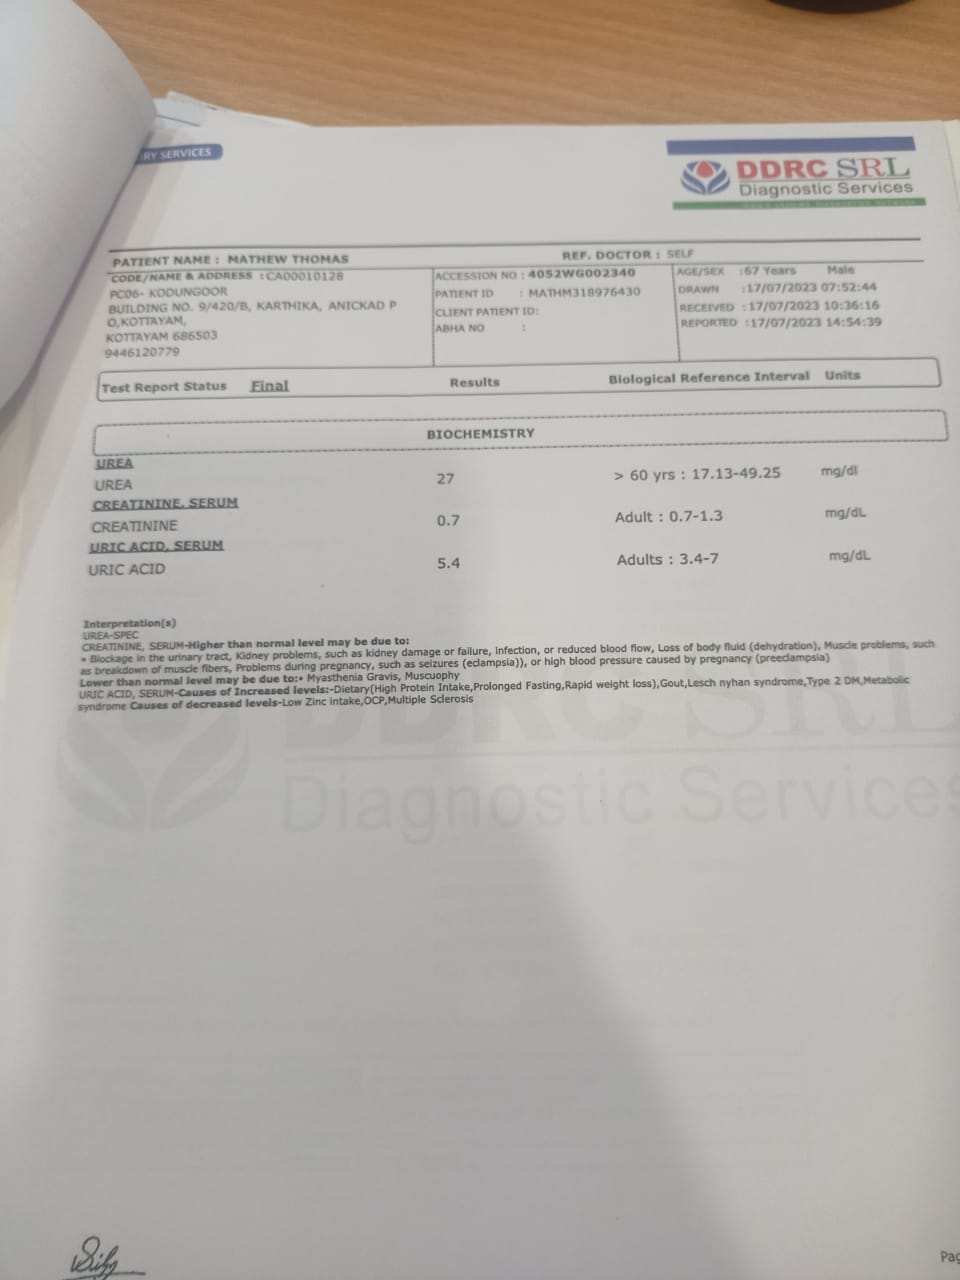 RY SERVICES
DDRC SRL
Diagnostic Services
PATIENT NAME : MATHEW THOMAS REF. DOCTOR : SELF
CODE/NAME & ADDRESS : CA00010128 ACCESSION NO : 4052WG002340 AGE/SEX : 67 Years Male
PC06- KODUNGOOR PATIENT ID : MATHM318976430 DRAWN : 17/07/2023 07:52:44
BUILDING NO. 9/420/B, KARTHIKA, ANICKAD P CLIENT PATIENT ID: RECEIVED : 17/07/2023 10:36:16
O,KOTTAYAM, ABHA NO : REPORTED : 17/07/2023 14:54:39
KOTTAYAM 686503
9446120779
Test Report Status Final Results Biological Reference Interval Units
BIOCHEMISTRY
UREA
UREA 27 > 60 yrs : 17.13-49.25 mg/dl
CREATININE, SERUM
CREATININE 0.7 Adult : 0.7-1.3 mg/dL
URIC ACID, SERUM
URIC ACID 5.4 Adults : 3.4-7 mg/dL
Interpretation(s)
UREA-SPEC
CREATININE, SERUM-Higher than normal level may be due to:
• Blockage in the urinary tract, Kidney problems, such as kidney damage or failure, infection, or reduced blood flow, Loss of body fluid (dehydration), Muscle problems, such
as breakdown of muscle fibers, Problems during pregnancy, such as seizures (eclampsia)), or high blood pressure caused by pregnancy (preeclampsia)
Lower than normal level may be due to:• Myasthenia Gravis, Muscuophy
URIC ACID, SERUM-Causes of Increased levels:-Dietary(High Protein Intake,Prolonged Fasting,Rapid weight loss),Gout,Lesch nyhan syndrome,Type 2 DM,Metabolic
syndrome Causes of decreased levels-Low Zinc intake,OCP,Multiple Sclerosis
DDRC SRL
Diagnostic Services
Pag